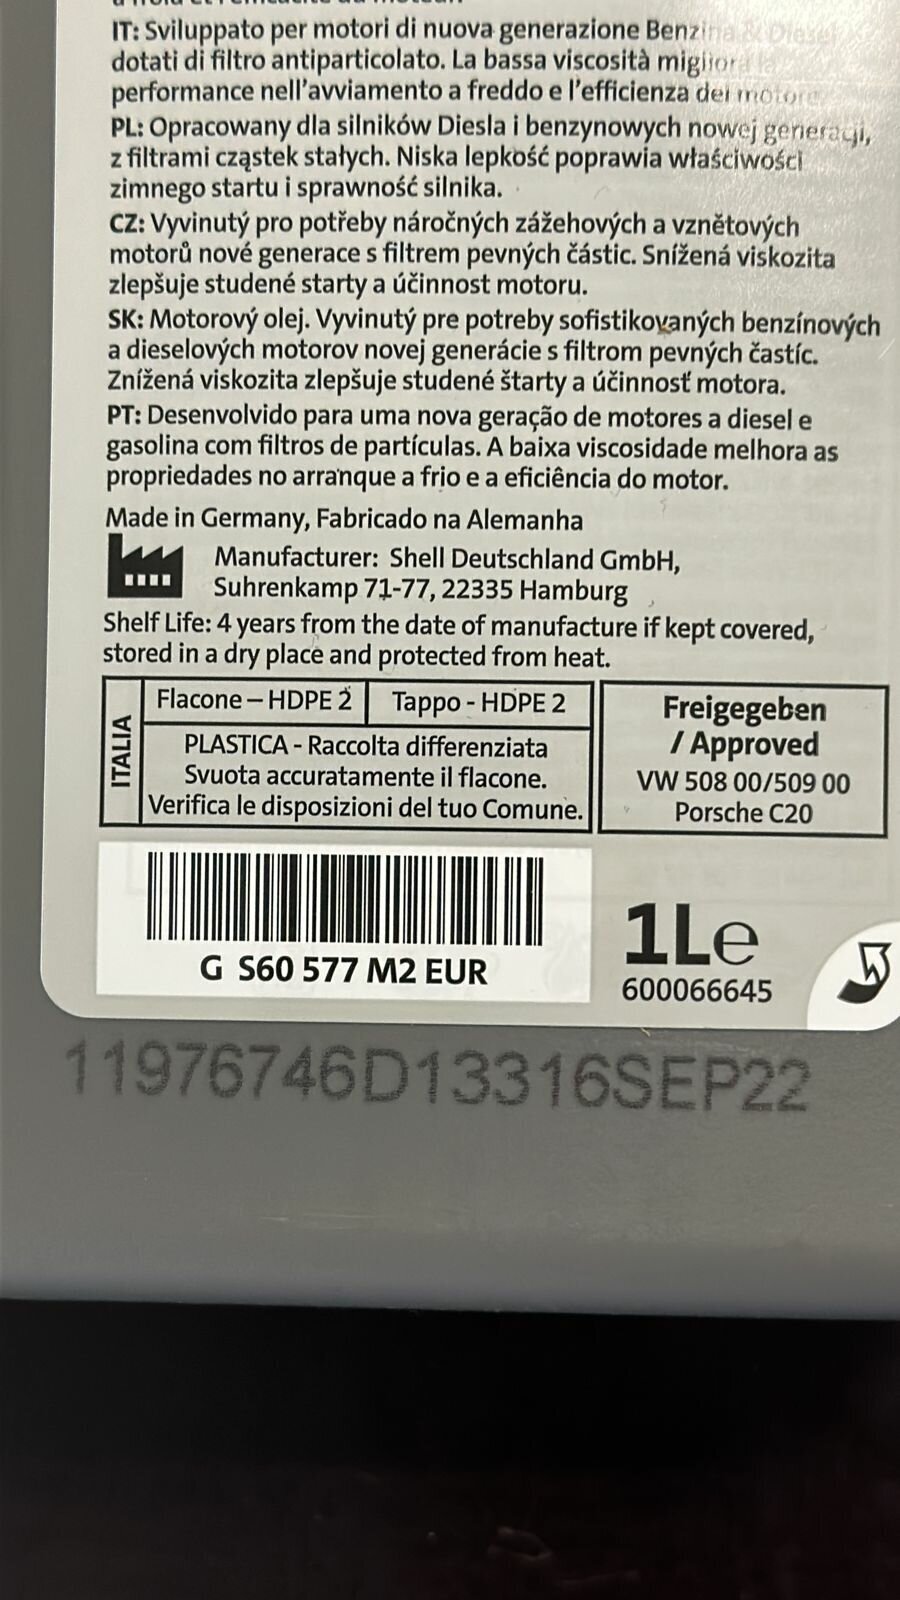 IT: Sviluppato per motori di nuova generazione Benzina & Diesel
dotati di filtro antiparticolato. La bassa viscosità migliora la
performance nell'avviamento a freddo e l'efficienza dei motore
PL: Opracowany dla silników Diesla i benzynowych nowej generacji,
z filtrami cząstek stałych. Niska lepkość poprawia właściwości
zimnego startu i sprawność silnika.
CZ: Vyvinutý pro potřeby náročných zážehových a vznětových
motorů nové generace s filtrem pevných částic. Snížená viskozita
zlepšuje studené starty a účinnost motoru.
SK: Motorový olej. Vyvinutý pre potreby sofistikovaných benzínových
a dieselových motorov novej generácie s filtrom pevných častíc.
Znížená viskozita zlepšuje studené štarty a účinnosť motora.
PT: Desenvolvido para uma nova geração de motores a diesel e
gasolina com filtros de partículas. A baixa viscosidade melhora as
propriedades no arranque a frio e a eficiência do motor.
Made in Germany, Fabricado na Alemanha
Manufacturer: Shell Deutschland GmbH,
Suhrenkamp 71-77, 22335 Hamburg
Shelf Life: 4 years from the date of manufacture if kept covered,
stored in a dry place and protected from heat.
ITALIA
Flacone – HDPE 2
Tappo - HDPE 2
PLASTICA - Raccolta differenziata
Svuota accuratamente il flacone.
Verifica le disposizioni del tuo Comune.
Freigegeben
/ Approved
VW 508 00/509 00
Porsche C20
G S60 577 M2 EUR
1L e
600066645
11976746D13316SEP22